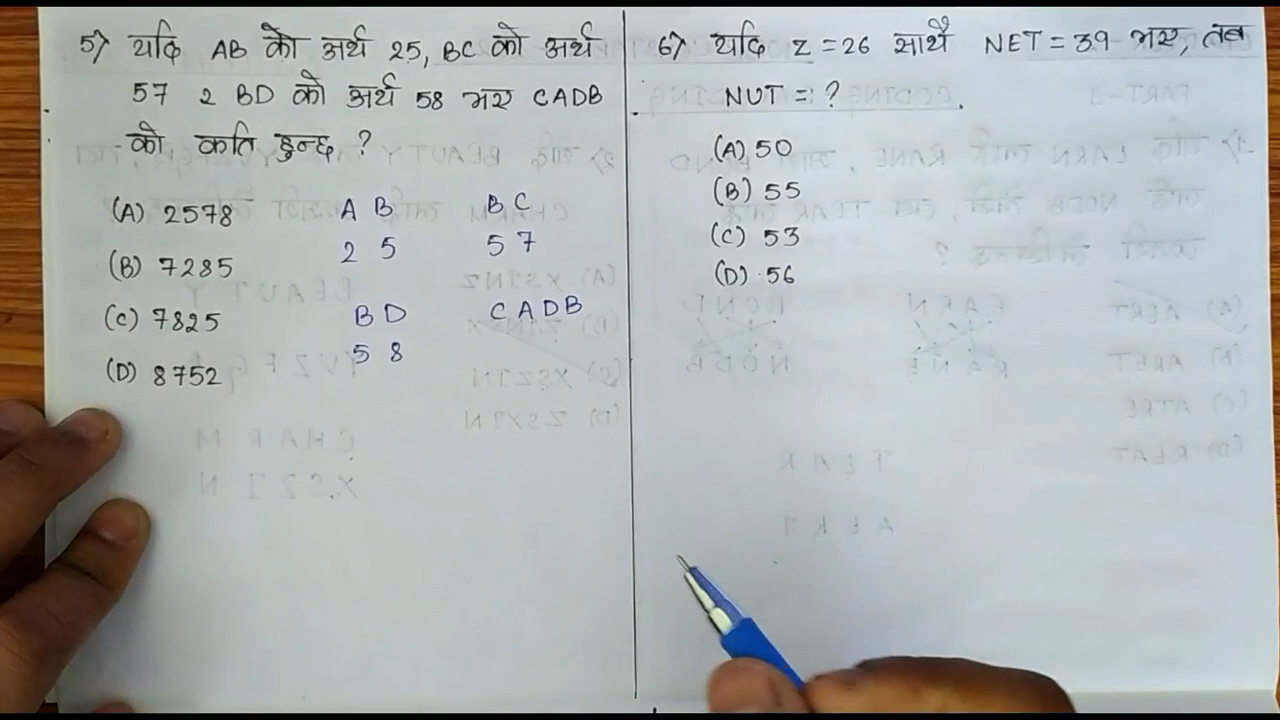 5) यदि AB को अर्थ 25, BC को अर्थ
57 र BD को अर्थ 58 भए CADB
को कति हुन्छ ?
(A) 2578
(B) 7285
(C) 7825
(D) 8752
A B
2 5
B C
5 7
B D
5 8
C A D B
6) यदि Z = 26 साथै NET = 39 भए, तब
NUT = ?
(A) 50
(B) 55
(C) 53
(D) 56